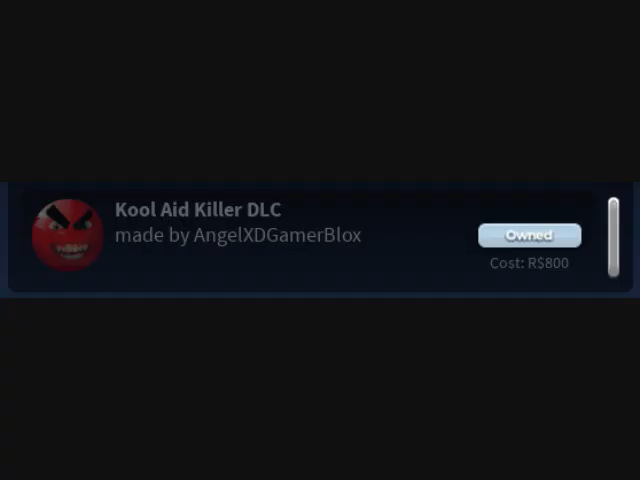 Kool Aid Killer DLC
made by AngelXDGamerBlox
Owned
Cost: R$800